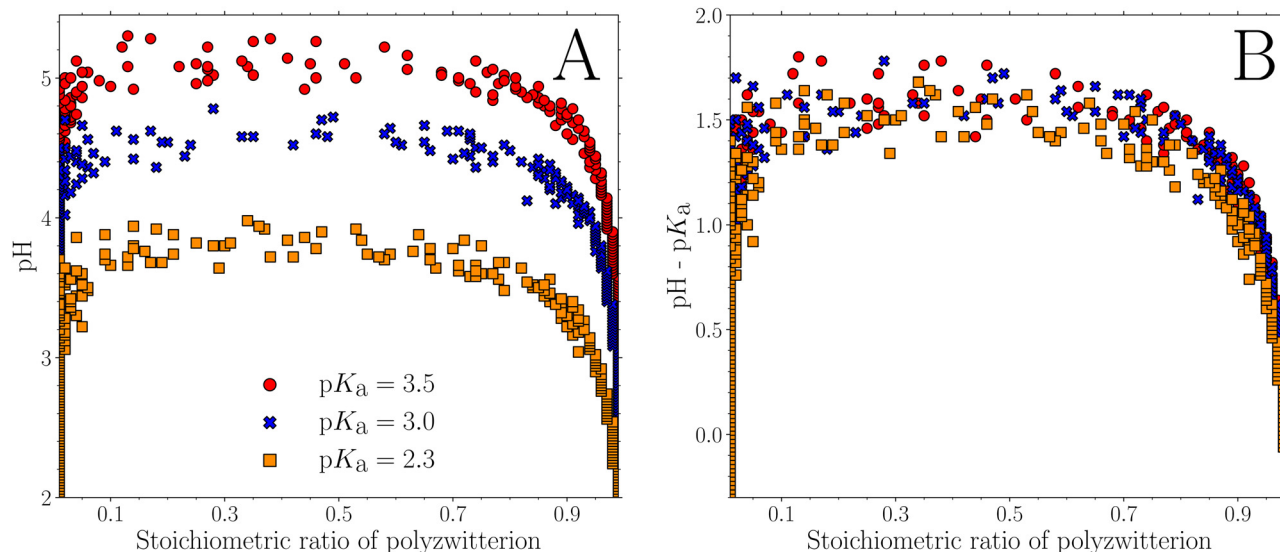 A
5
4
3
2
pH
pKa = 3.5
pKa = 3.0
pKa = 2.3
0.1 0.3 0.5 0.7 0.9
Stoichiometric ratio of polyzwitterion
B
2.0
1.5
1.0
0.5
0.0
pH - pKa
0.1 0.3 0.5 0.7 0.9
Stoichiometric ratio of polyzwitterion